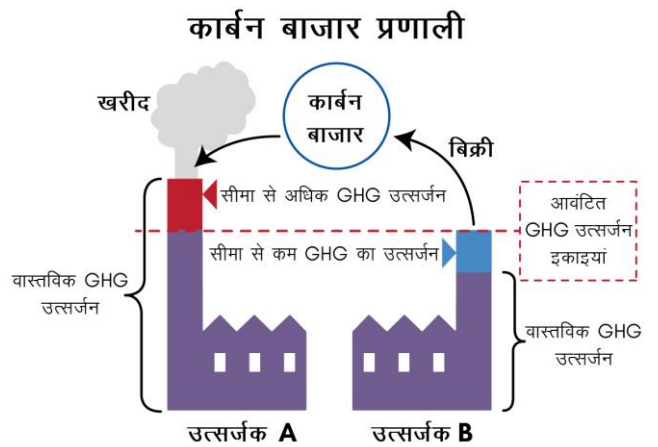 कार्बन बाजार प्रणाली
खरीद
कार्बन
बाजार
बिक्री
सीमा से अधिक GHG उत्सर्जन
आवंटित
GHG उत्सर्जन
इकाइयां
सीमा से कम GHG का उत्सर्जन
वास्तविक GHG
उत्सर्जन
वास्तविक GHG
उत्सर्जन
उत्सर्जक A
उत्सर्जक B